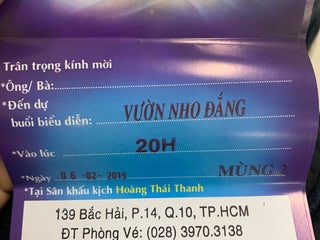 Trân trọng kính mời
*Ông/ Bà:
*Đến dự
buổi biểu diễn: VƯỜN NHO ĐẮNG
*Vào lúc 20H
*Ngày 06-02-2019 MÙNG 2
*Tại Sân khấu kịch Hoàng Thái Thanh
139 Bắc Hải, P.14, Q.10, TP.HCM
ĐT Phòng Vé: (028) 3970.3138